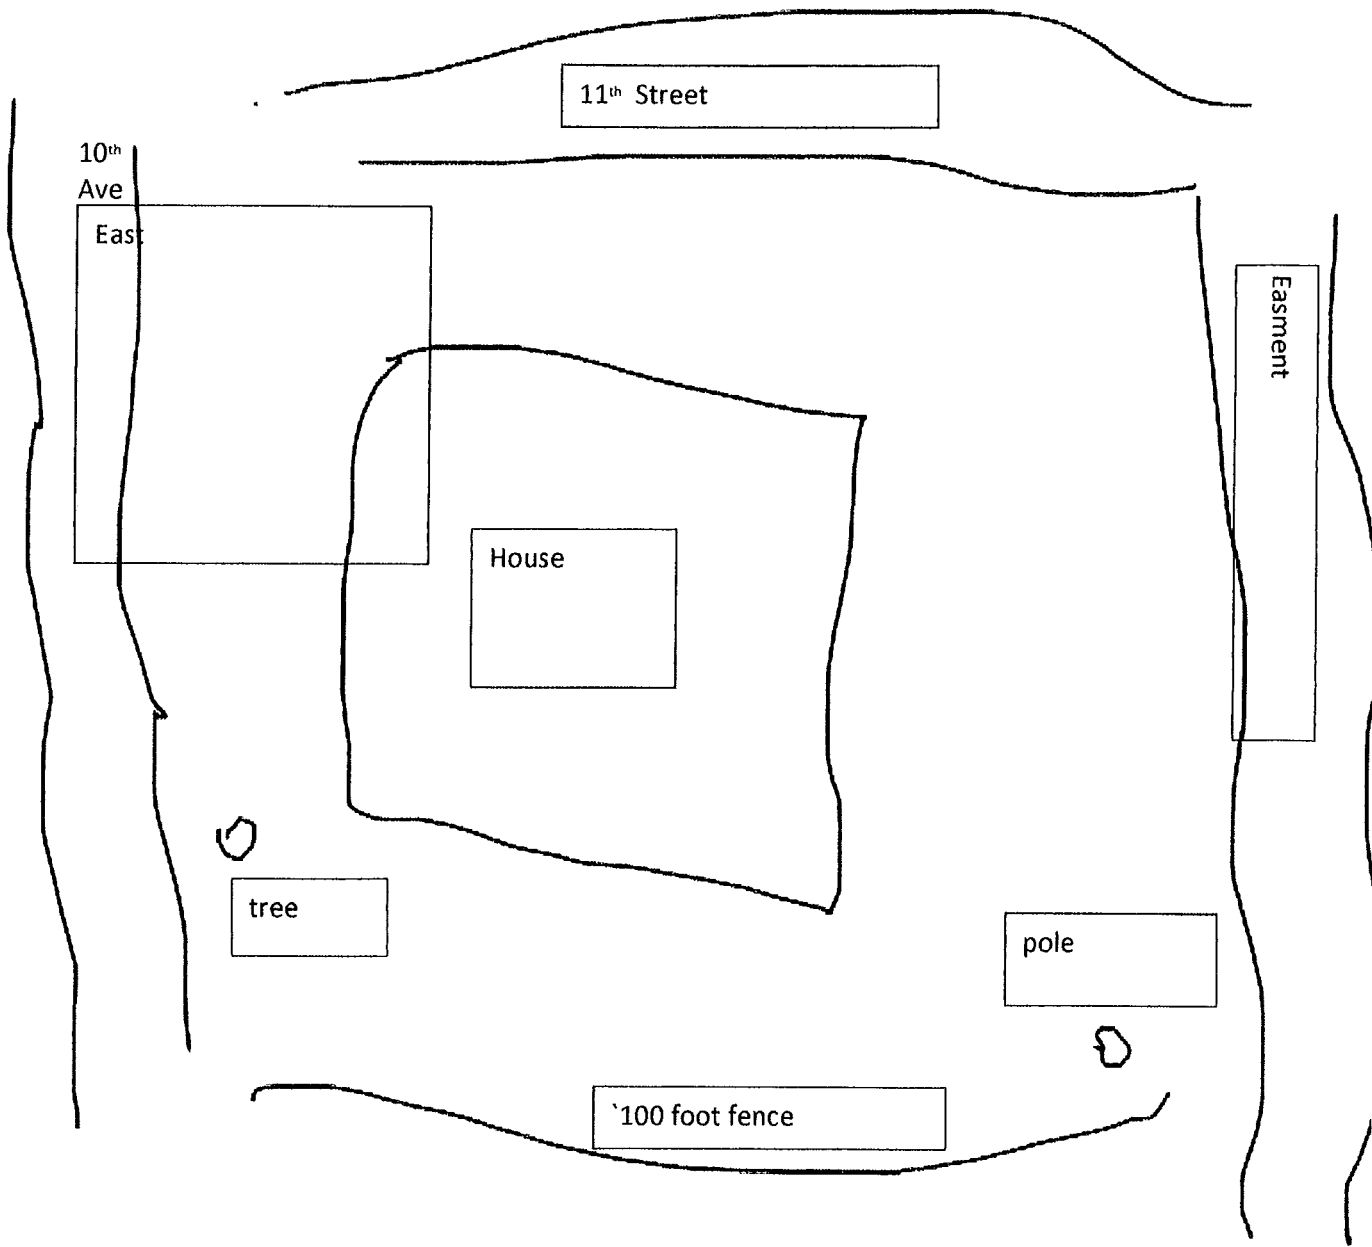 11th Street
10th
Ave
East
Easment
House
tree
pole
`100 foot fence